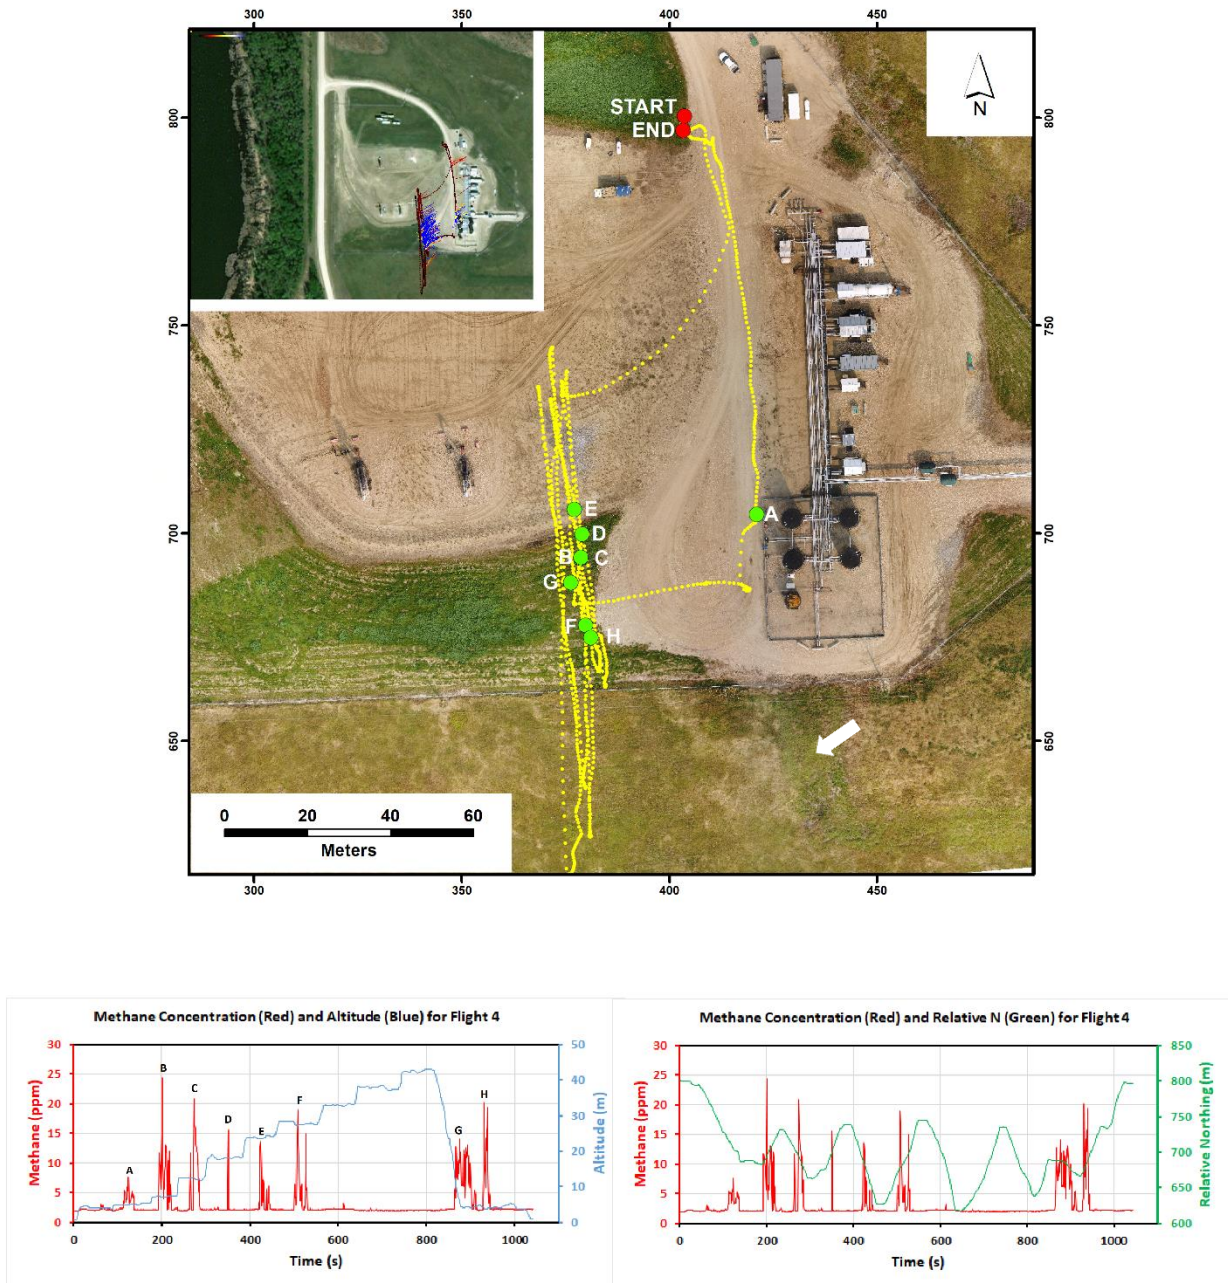 300 350 400 450
START
END
N
800 800
750 750
E
A
D
700 700
B C
G
F H
650 650
0 20 40 60
Meters
300 350 400 450
Methane Concentration (Red) and Altitude (Blue) for Flight 4
30 50
B
25 40
C H
20 F
D 30
15 E G
20
10 A
10
5
0 0
0 200 400 600 800 1000
Methane (ppm)
Altitude (m)
Time (s)
Methane Concentration (Red) and Relative N (Green) for Flight 4
30 850
25 800
20
750
15
700
10
650
5
0 600
0 200 400 600 800 1000
Methane (ppm)
Relative Northing (m)
Time (s)